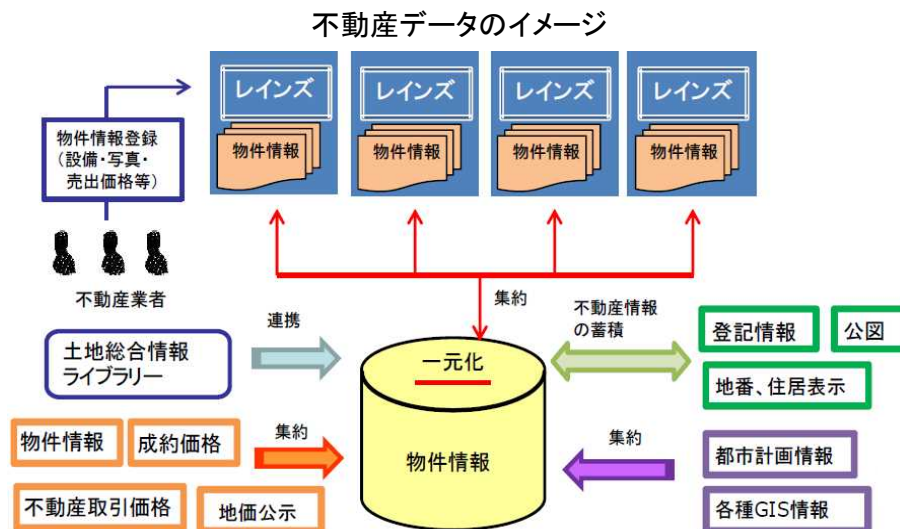 不動産データのイメージ
レインズ
レインズ
レインズ
レインズ
物件情報
物件情報
物件情報
物件情報
物件情報登録
(設備・写真・
売出価格等)
不動産業者
集約
連携
不動産情報
の蓄積
土地総合情報
ライブラリー
一元化
登記情報
公図
地番、住居表示
物件情報
成約価格
集約
物件情報
集約
都市計画情報
不動産取引価格
地価公示
各種GIS情報